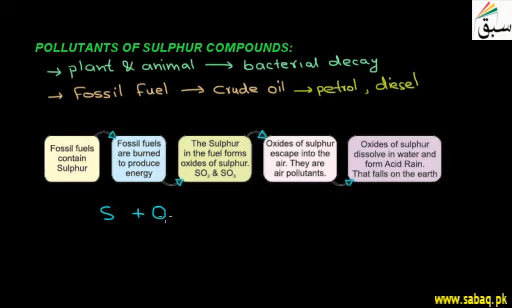 سبق
POLLUTANTS OF SULPHUR COMPOUNDS:
→ plant & animal → bacterial decay
→ Fossil fuel → crude oil → petrol, diesel
Fossil fuels
contain
Sulphur
Fossil fuels
are burned
to produce
energy
The Sulphur
in the fuel forms
oxides of sulphur.
SO₂ & SO₃
Oxides of sulphur
escape into the
air. They are
air pollutants.
Oxides of sulphur
dissolve in water and
form Acid Rain.
That falls on the earth
S + O
www.sabaq.pk